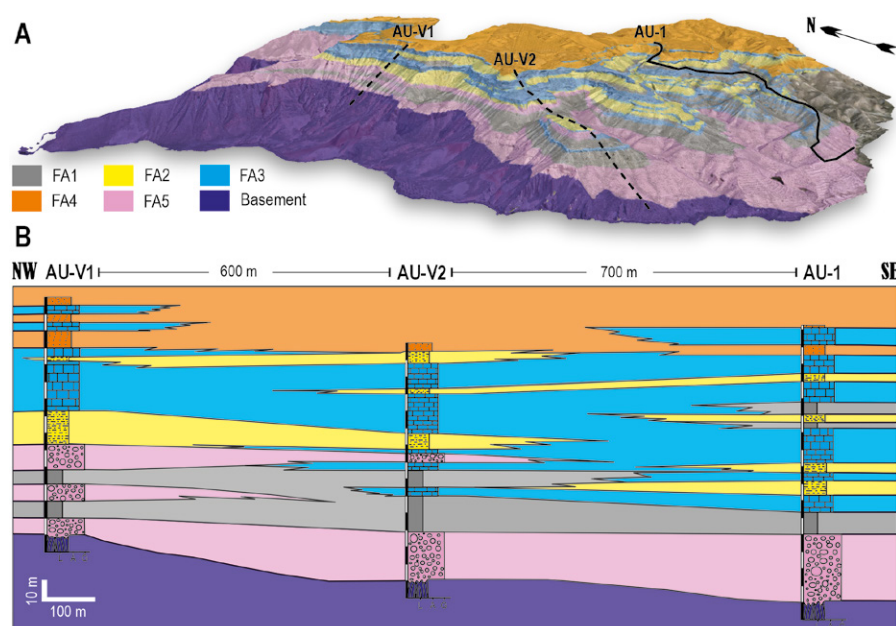 A
AU-V1
AU-V2
AU-1
N
FA1
FA2
FA3
FA4
FA5
Basement
B
NW
AU-V1
600 m
AU-V2
700 m
AU-1
SE
10 m
100 m